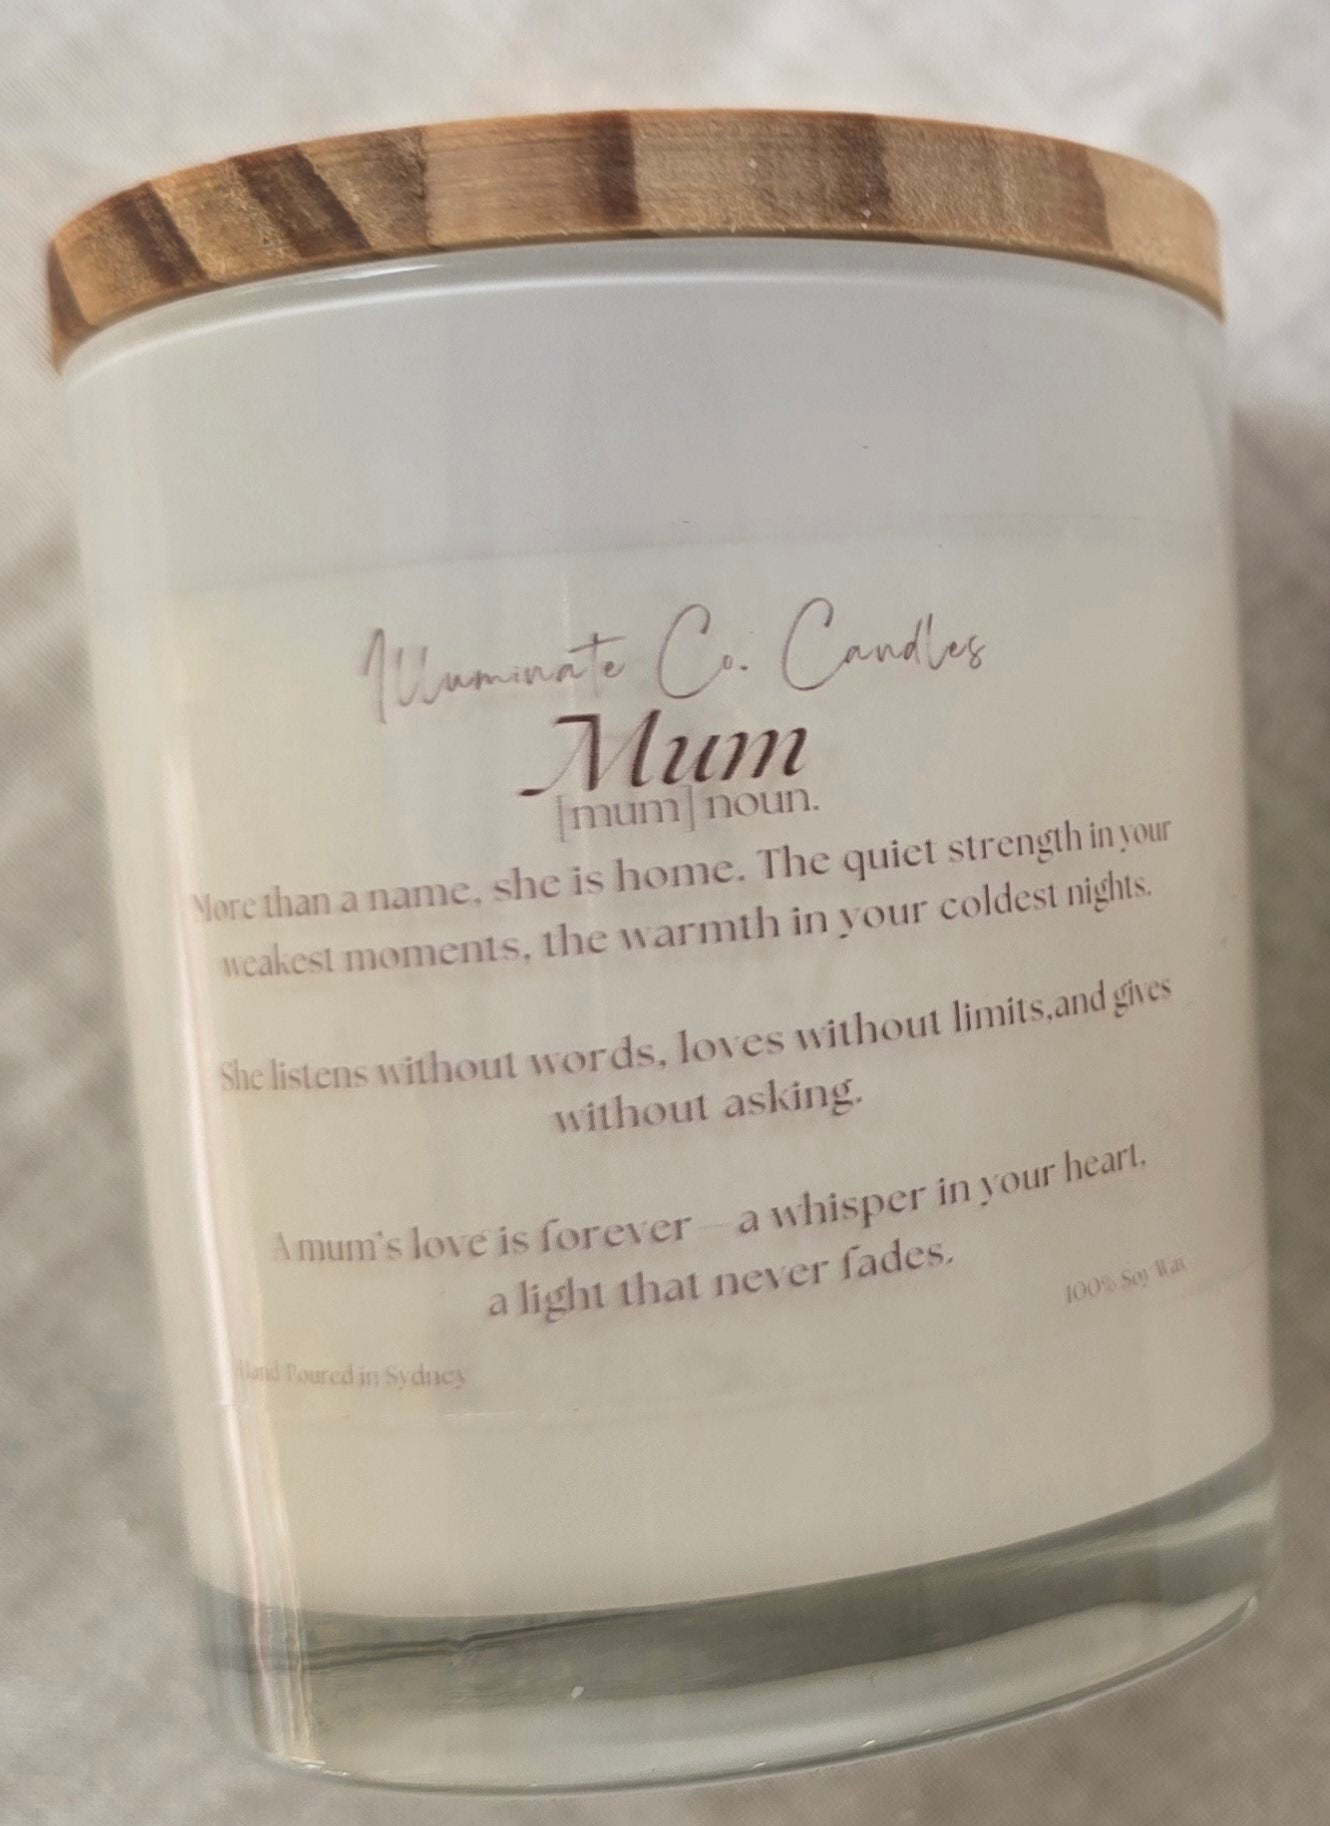 Illuminate Co. Candles
Mum
[mum] noun.
More than a name, she is home. The quiet strength in your
weakest moments, the warmth in your coldest nights.
She listens without words, loves without limits,and gives
without asking.
A mum's love is forever—a whisper in your heart,
a light that never fades.
100% Soy Wax
Hand Poured in Sydney